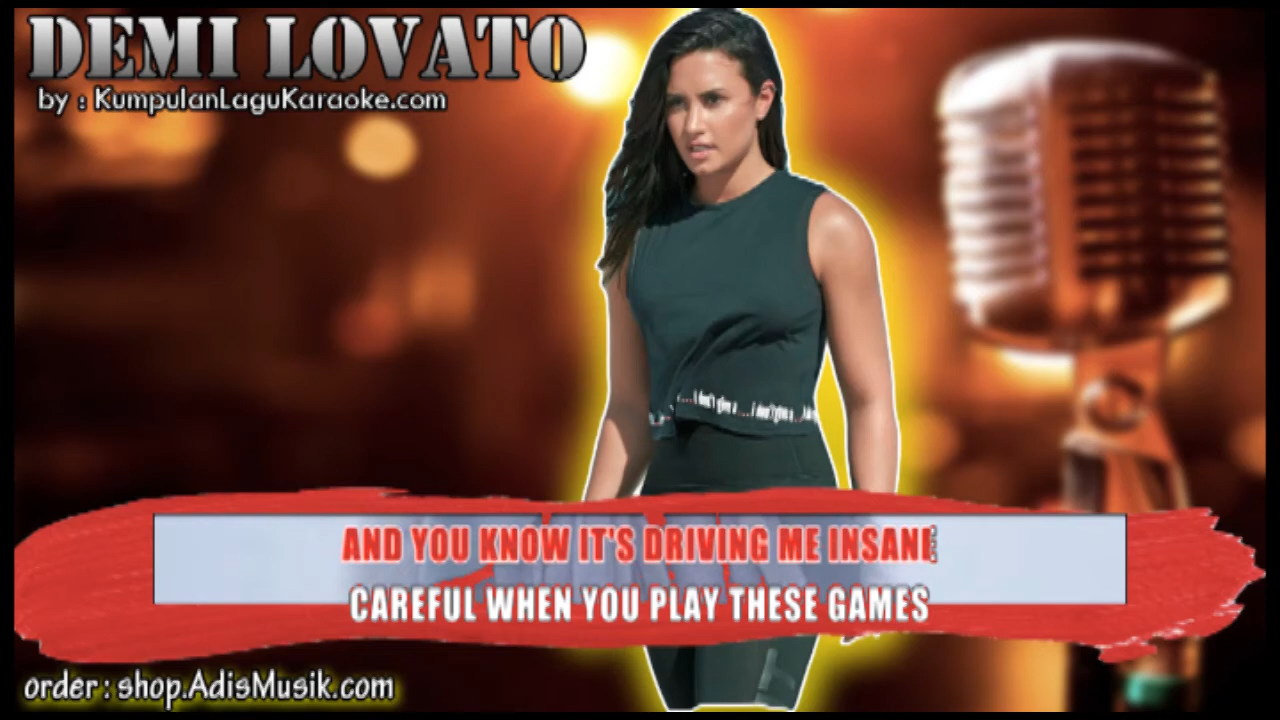 DEMI LOVATO
by : KumpulanLaguKaraoke.com
AND YOU KNOW IT'S DRIVING ME INSANE
CAREFUL WHEN YOU PLAY THESE GAMES
order : shop.AdisMusik.com